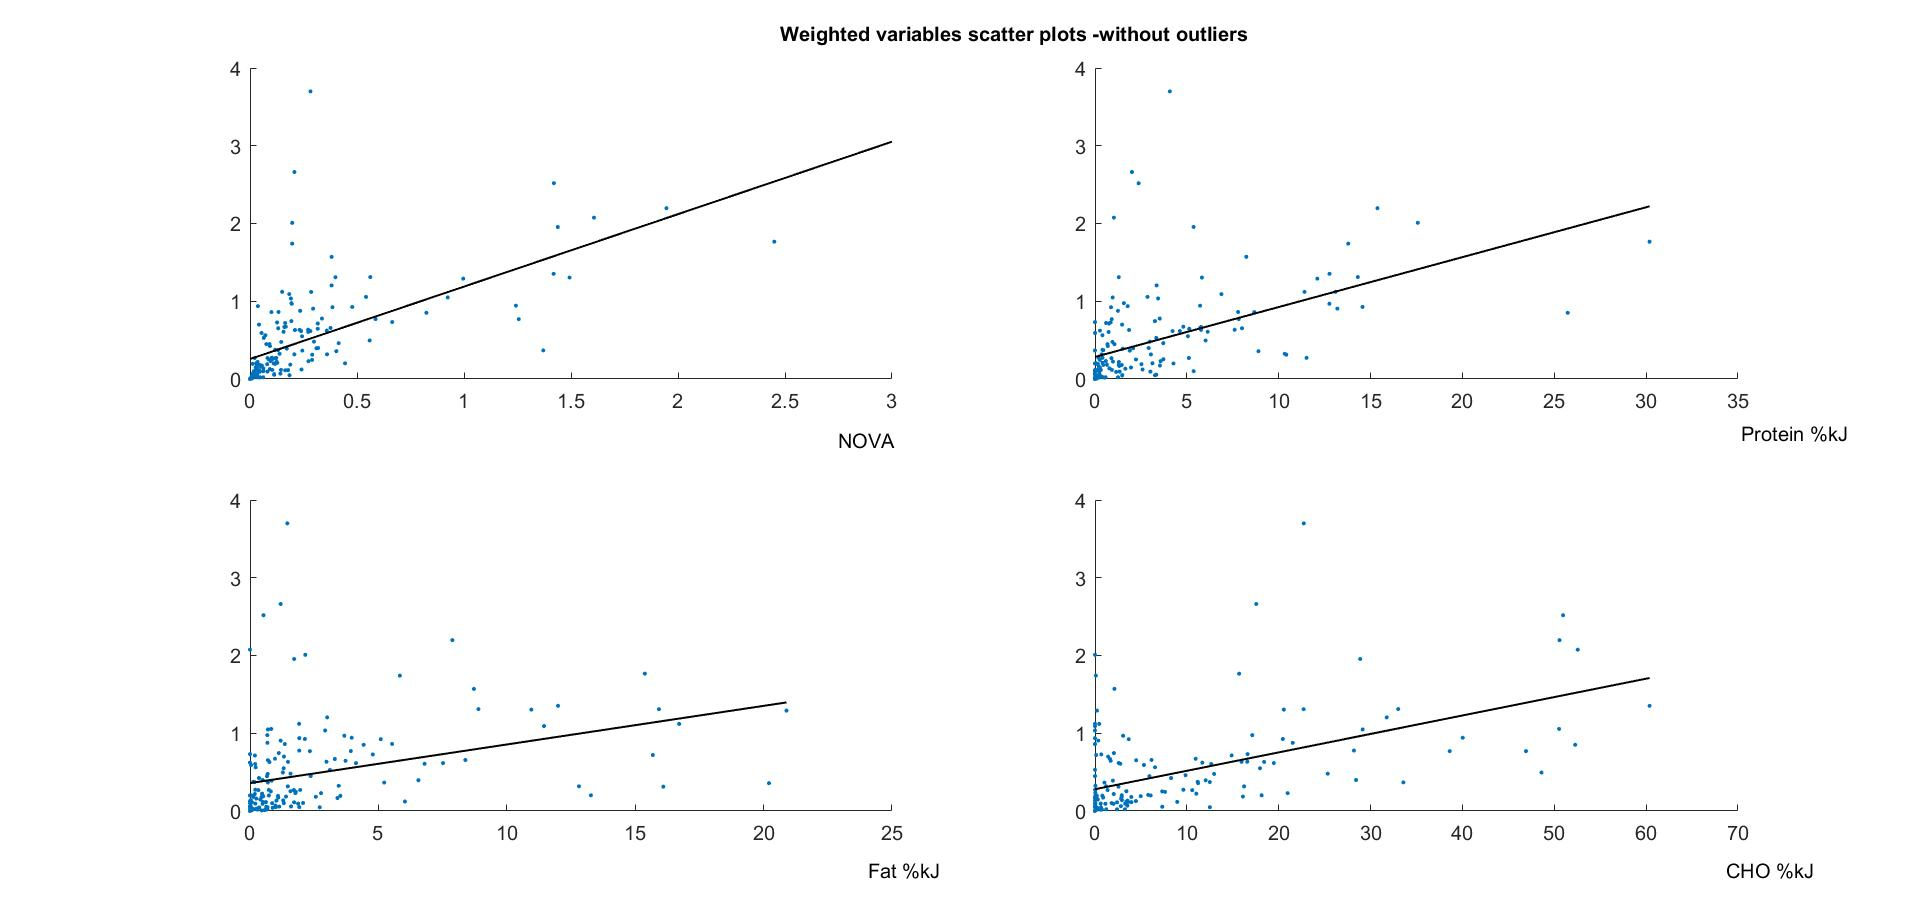 Weighted variables scatter plots -without outliers
4
3
2
1
0
0 0.5 1 1.5 2 2.5 3
NOVA
4
3
2
1
0
0 5 10 15 20 25 30 35
Protein %kJ
4
3
2
1
0
0 5 10 15 20 25
Fat %kJ
4
3
2
1
0
0 10 20 30 40 50 60 70
CHO %kJ